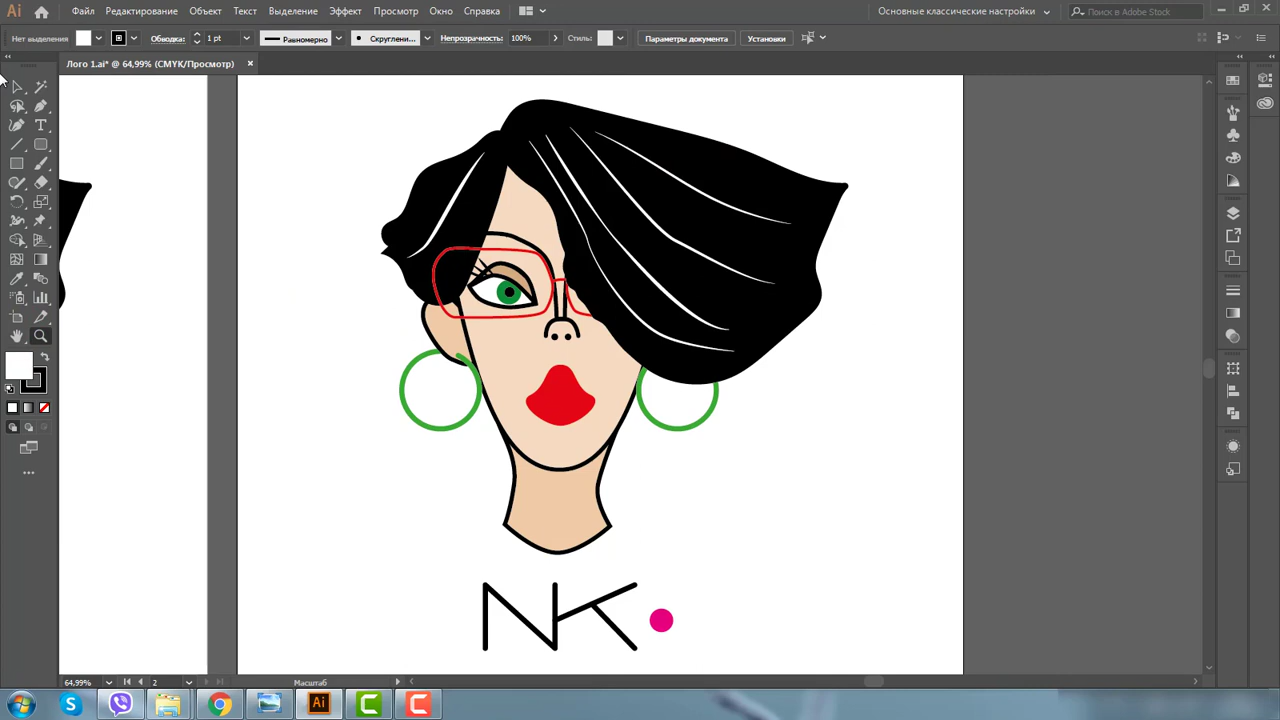 Ai Файл Редактирование Объект Текст Выделение Эффект Просмотр Окно Справка Основные классические настройки Поиск в Adobe Stock
Нет выделения Обводка: 1 pt Равномерно Скруглени... Непрозрачность: 100% Стиль: Параметры документа Установки
Лого 1.ai* @ 64,99% (CMYK/Просмотр)
NK
64,99% 2 Масштаб
S Ai C C